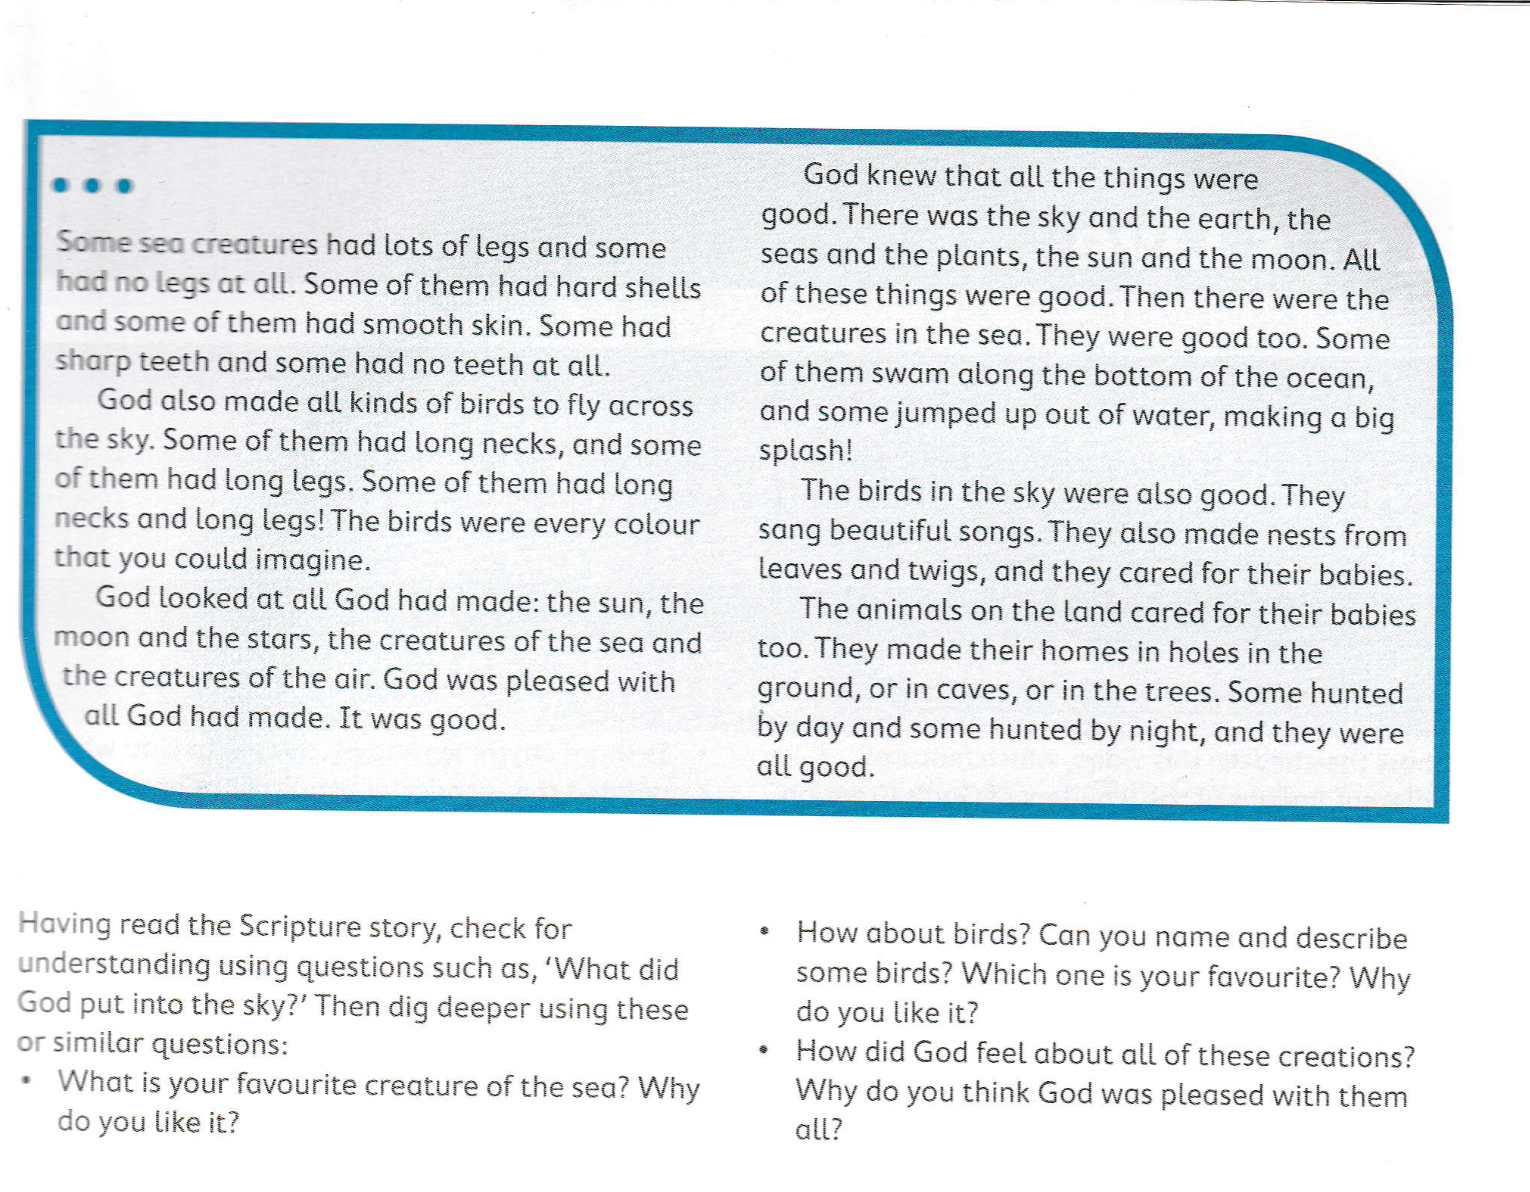 Some sea creatures had lots of legs and some
had no legs at all. Some of them had hard shells
and some of them had smooth skin. Some had
sharp teeth and some had no teeth at all.
God also made all kinds of birds to fly across
the sky. Some of them had long necks, and some
of them had long legs. Some of them had long
necks and long legs! The birds were every colour
that you could imagine.
God looked at all God had made: the sun, the
moon and the stars, the creatures of the sea and
the creatures of the air. God was pleased with
all God had made. It was good.
God knew that all the things were
good. There was the sky and the earth, the
seas and the plants, the sun and the moon. All
of these things were good. Then there were the
creatures in the sea. They were good too. Some
of them swam along the bottom of the ocean,
and some jumped up out of water, making a big
splash!
The birds in the sky were also good. They
sang beautiful songs. They also made nests from
leaves and twigs, and they cared for their babies.
The animals on the land cared for their babies
too. They made their homes in holes in the
ground, or in caves, or in the trees. Some hunted
by day and some hunted by night, and they were
all good.
Having read the Scripture story, check for
understanding using questions such as, ‘What did
God put into the sky?’ Then dig deeper using these
or similar questions:
• What is your favourite creature of the sea? Why
do you like it?
• How about birds? Can you name and describe
some birds? Which one is your favourite? Why
do you like it?
• How did God feel about all of these creations?
Why do you think God was pleased with them
all?